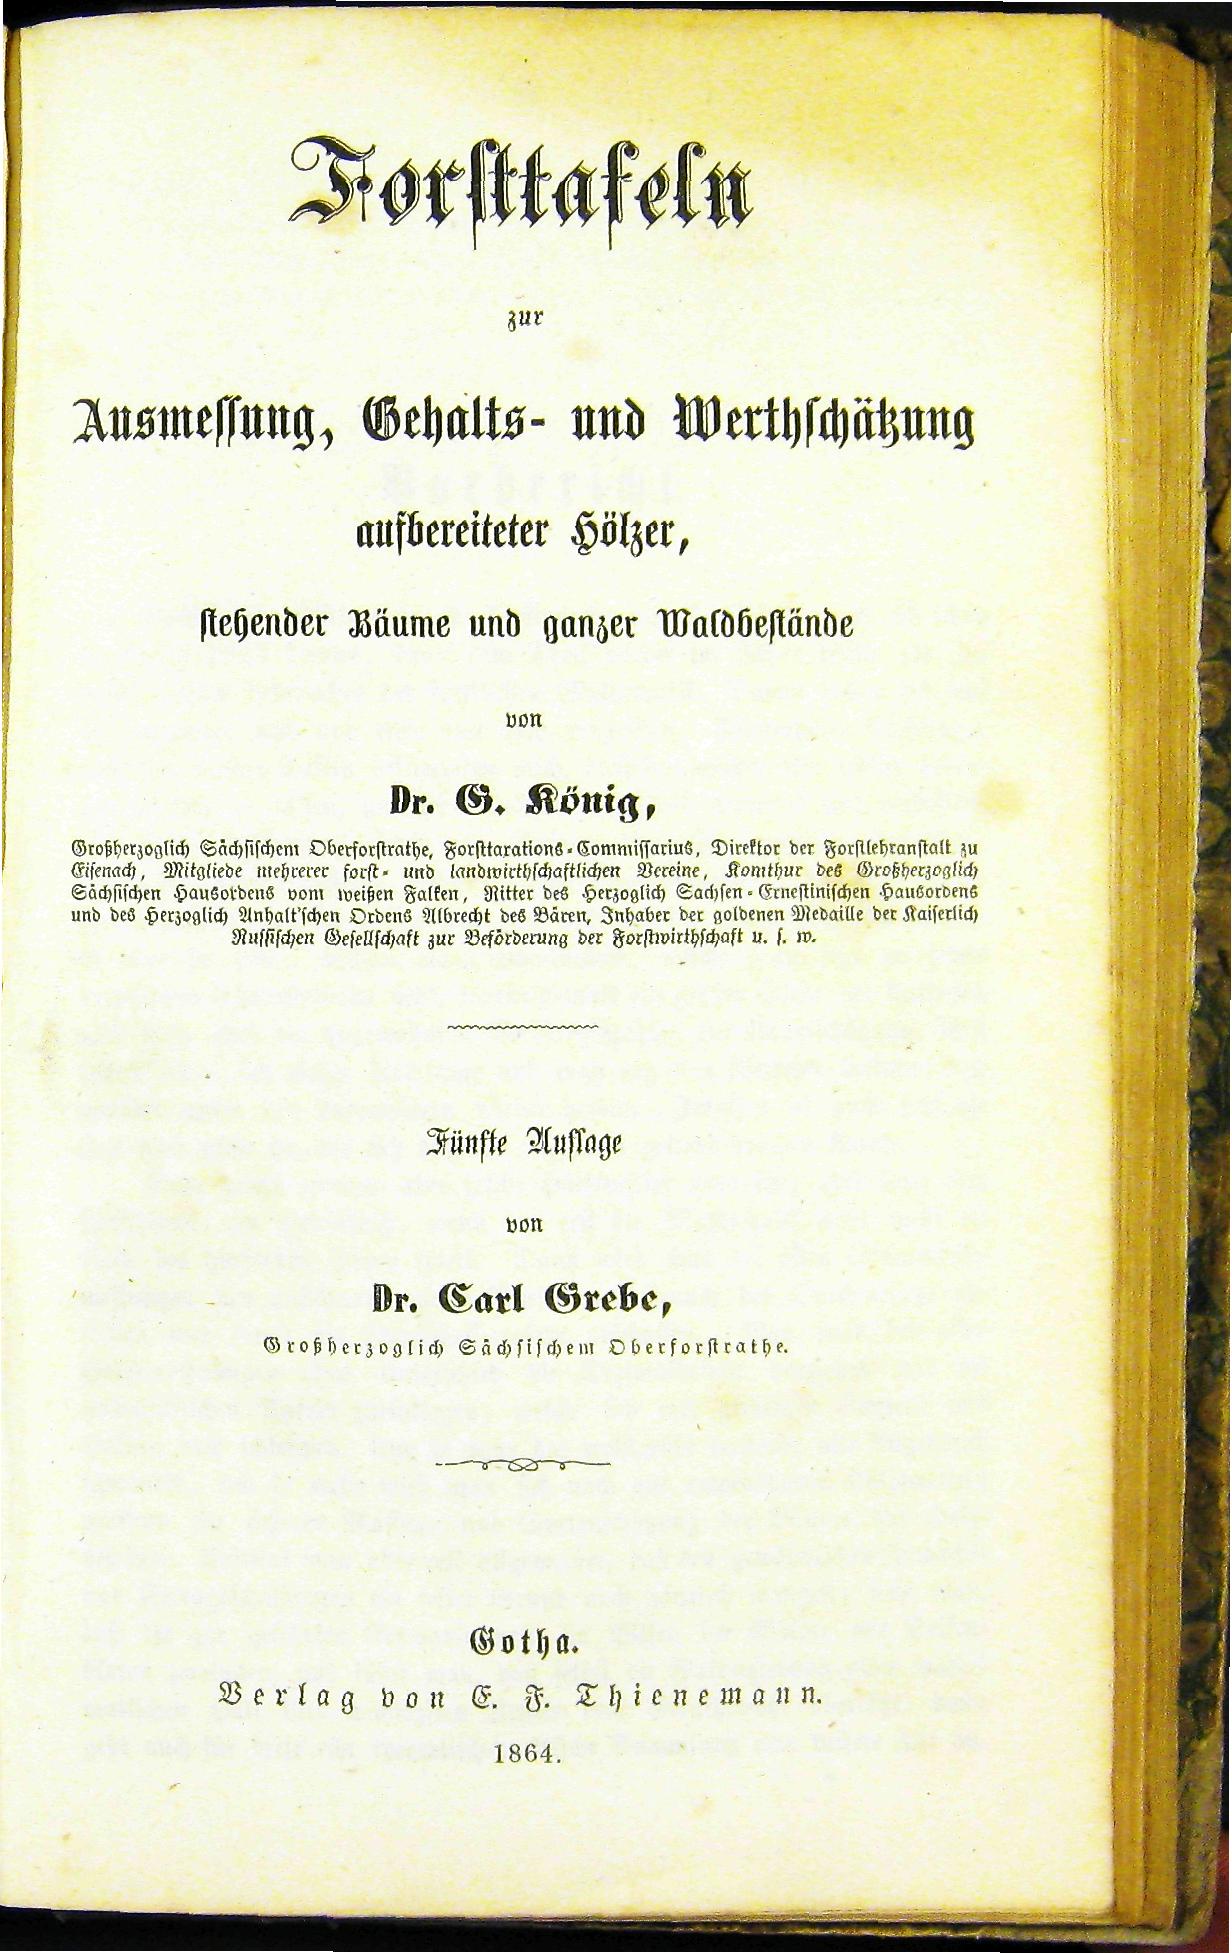 Forsttafeln
zur
Ausmessung, Gehalts- und Werthschätzung
aufbereiteter Hölzer,
stehender Bäume und ganzer Waldbestände
von
Dr. G. König,
Großherzoglich Sächsischem Oberforstrathe, Forsttaxations-Commissarius, Direktor der Forstlehranstalt zu
Eisenach, Mitgliede mehrerer forst- und landwirthschaftlichen Vereine, Komthur des Großherzoglich
Sächsischen Hausordens vom weißen Falken, Ritter des Herzoglich Sachsen-Ernestinischen Hausordens
und des Herzoglich Anhalt'schen Ordens Albrecht des Bären, Inhaber der goldenen Medaille der Kaiserlich
Russischen Gesellschaft zur Beförderung der Forstwirthschaft u. s. w.
Fünfte Auflage
von
Dr. Carl Grebe,
Großherzoglich Sächsischem Oberforstrathe.
Gotha.
Verlag von E. F. Thienemann.
1864.